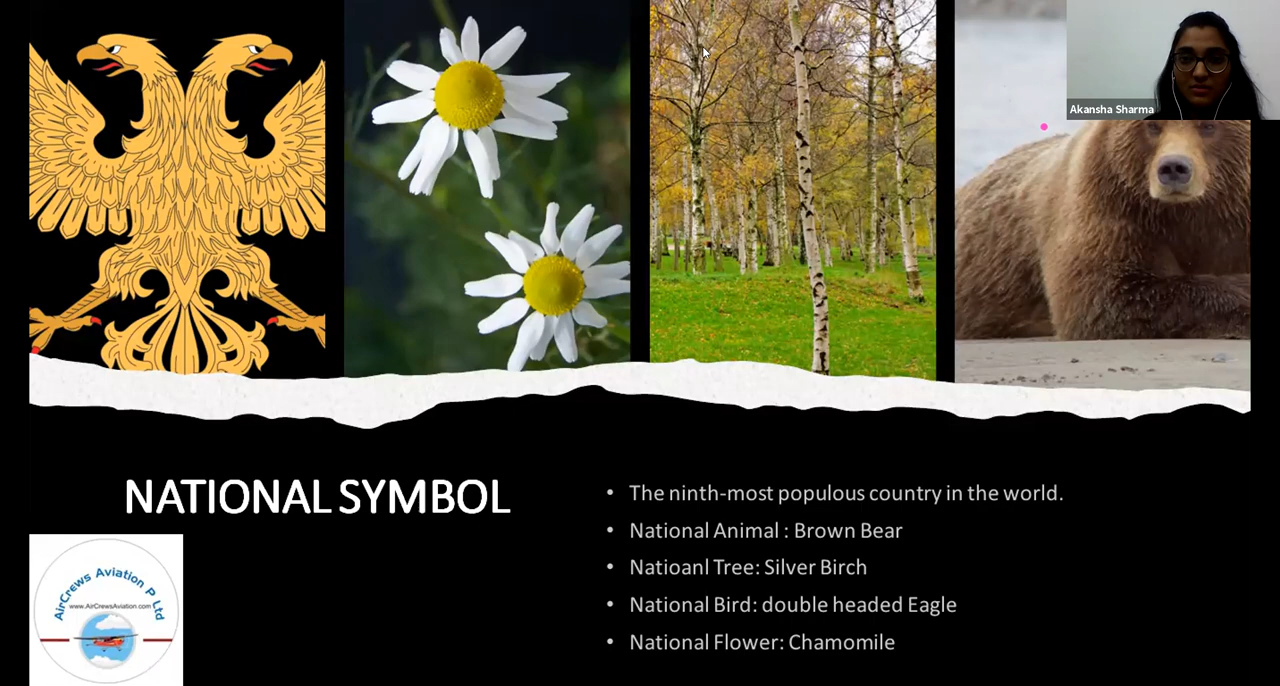 Akansha Sharma
NATIONAL SYMBOL
• The ninth-most populous country in the world.
• National Animal : Brown Bear
• Natioanl Tree: Silver Birch
• National Bird: double headed Eagle
• National Flower: Chamomile
AirCrews Aviation P Ltd
www.AirCrewsAviation.com